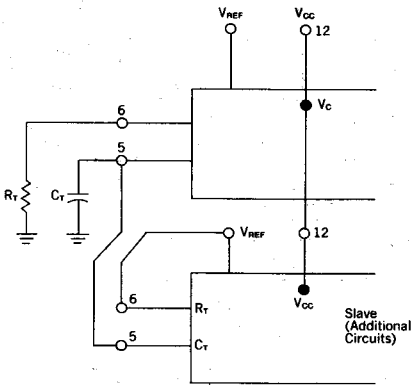 VREF
VCC
12
6
VC
5
RT
CT
VREF
12
6
RT
VCC
5
CT
Slave
(Additional
Circuits)